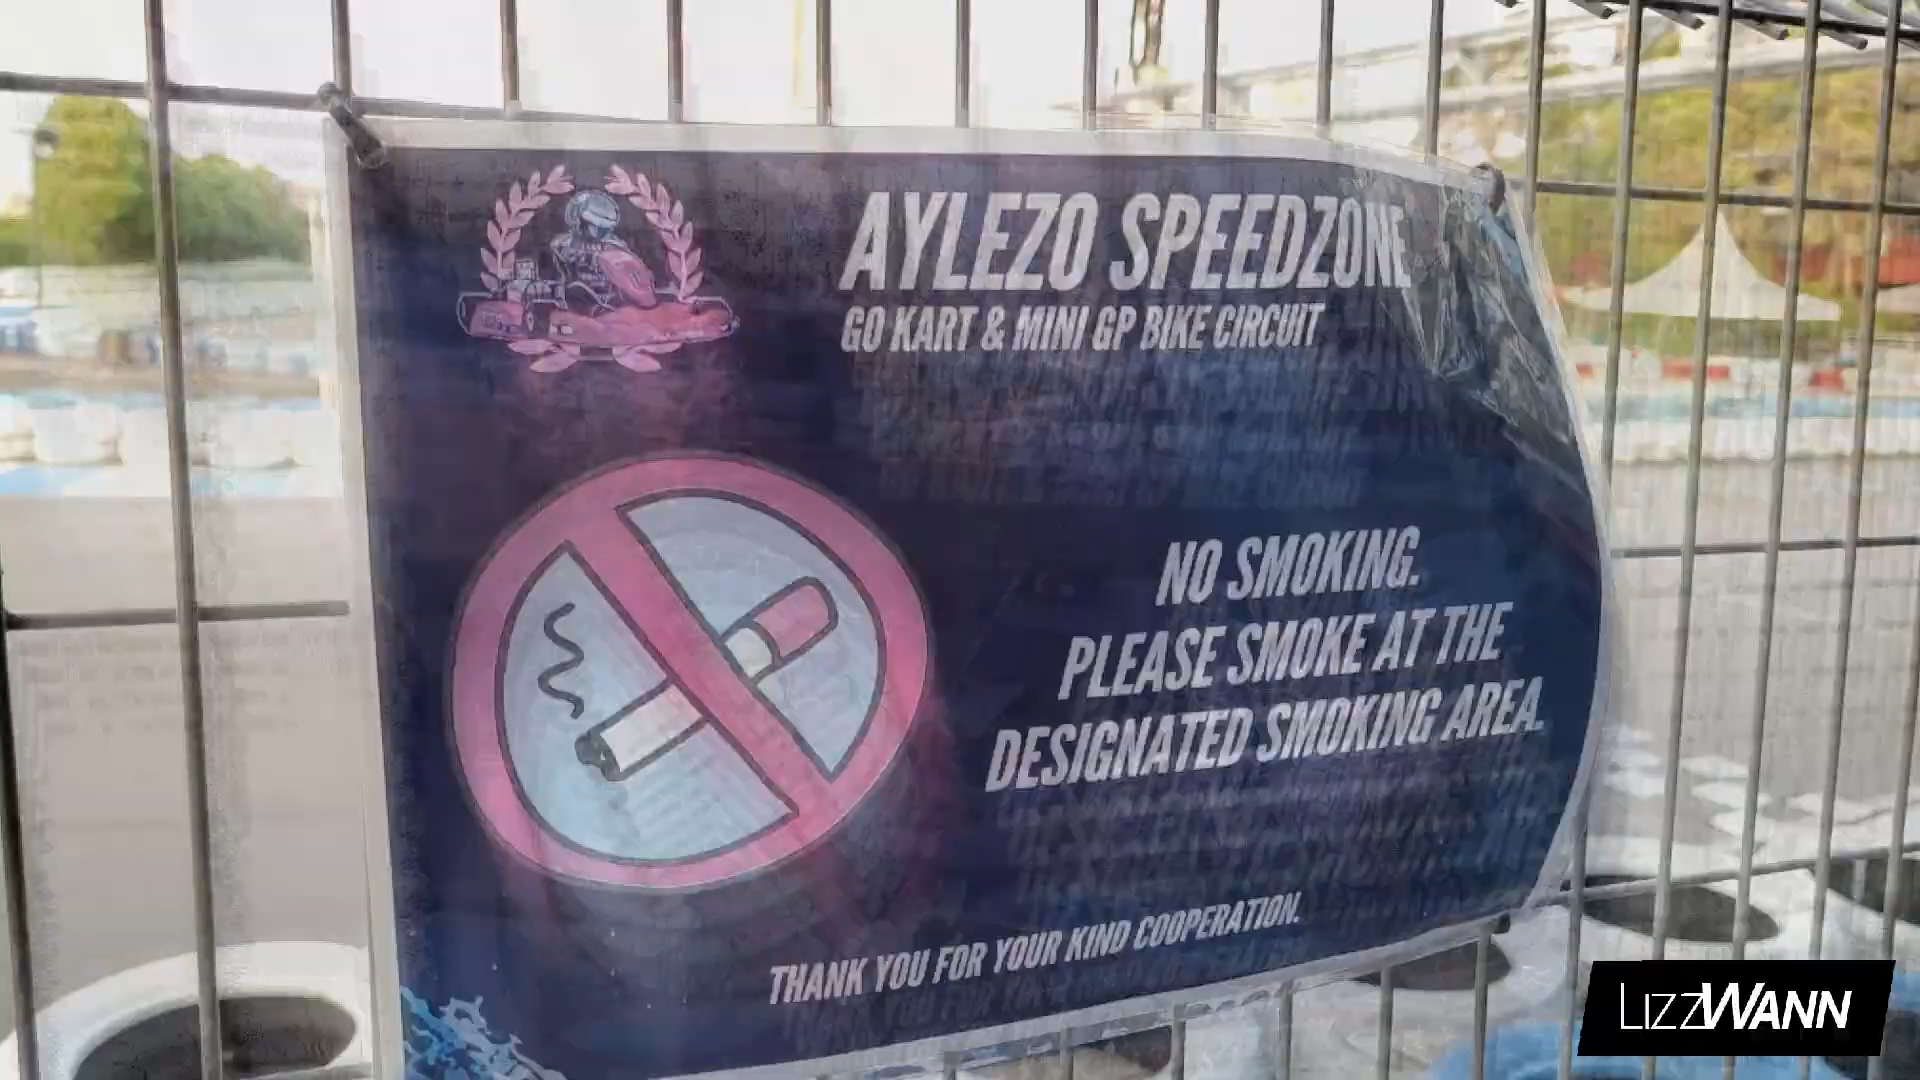 AYLEZO SPEEDZONE
GO KART & MINI GP BIKE CIRCUIT
NO SMOKING.
PLEASE SMOKE AT THE
DESIGNATED SMOKING AREA.
THANK YOU FOR YOUR KIND COOPERATION.
LIZZWANN